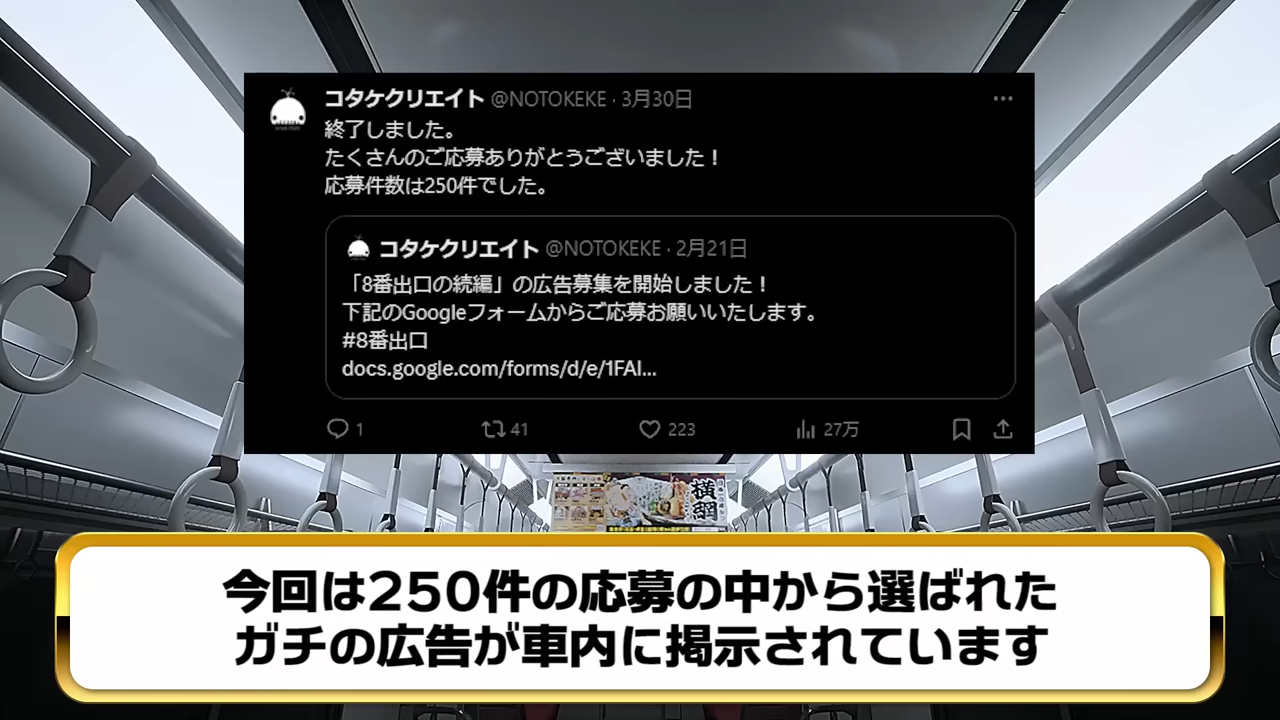 コタケクリエイト @NOTOKEKE · 3月30日
終了しました。
たくさんのご応募ありがとうございました！
応募件数は250件でした。
コタケクリエイト @NOTOKEKE · 2月21日
「8番出口の続編」の広告募集を開始しました！
下記のGoogleフォームからご応募お願いいたします。
#8番出口
docs.google.com/forms/d/e/1FAI...
1 41 223 27万
横綱
今回は250件の応募の中から選ばれた
ガチの広告が車内に掲示されています